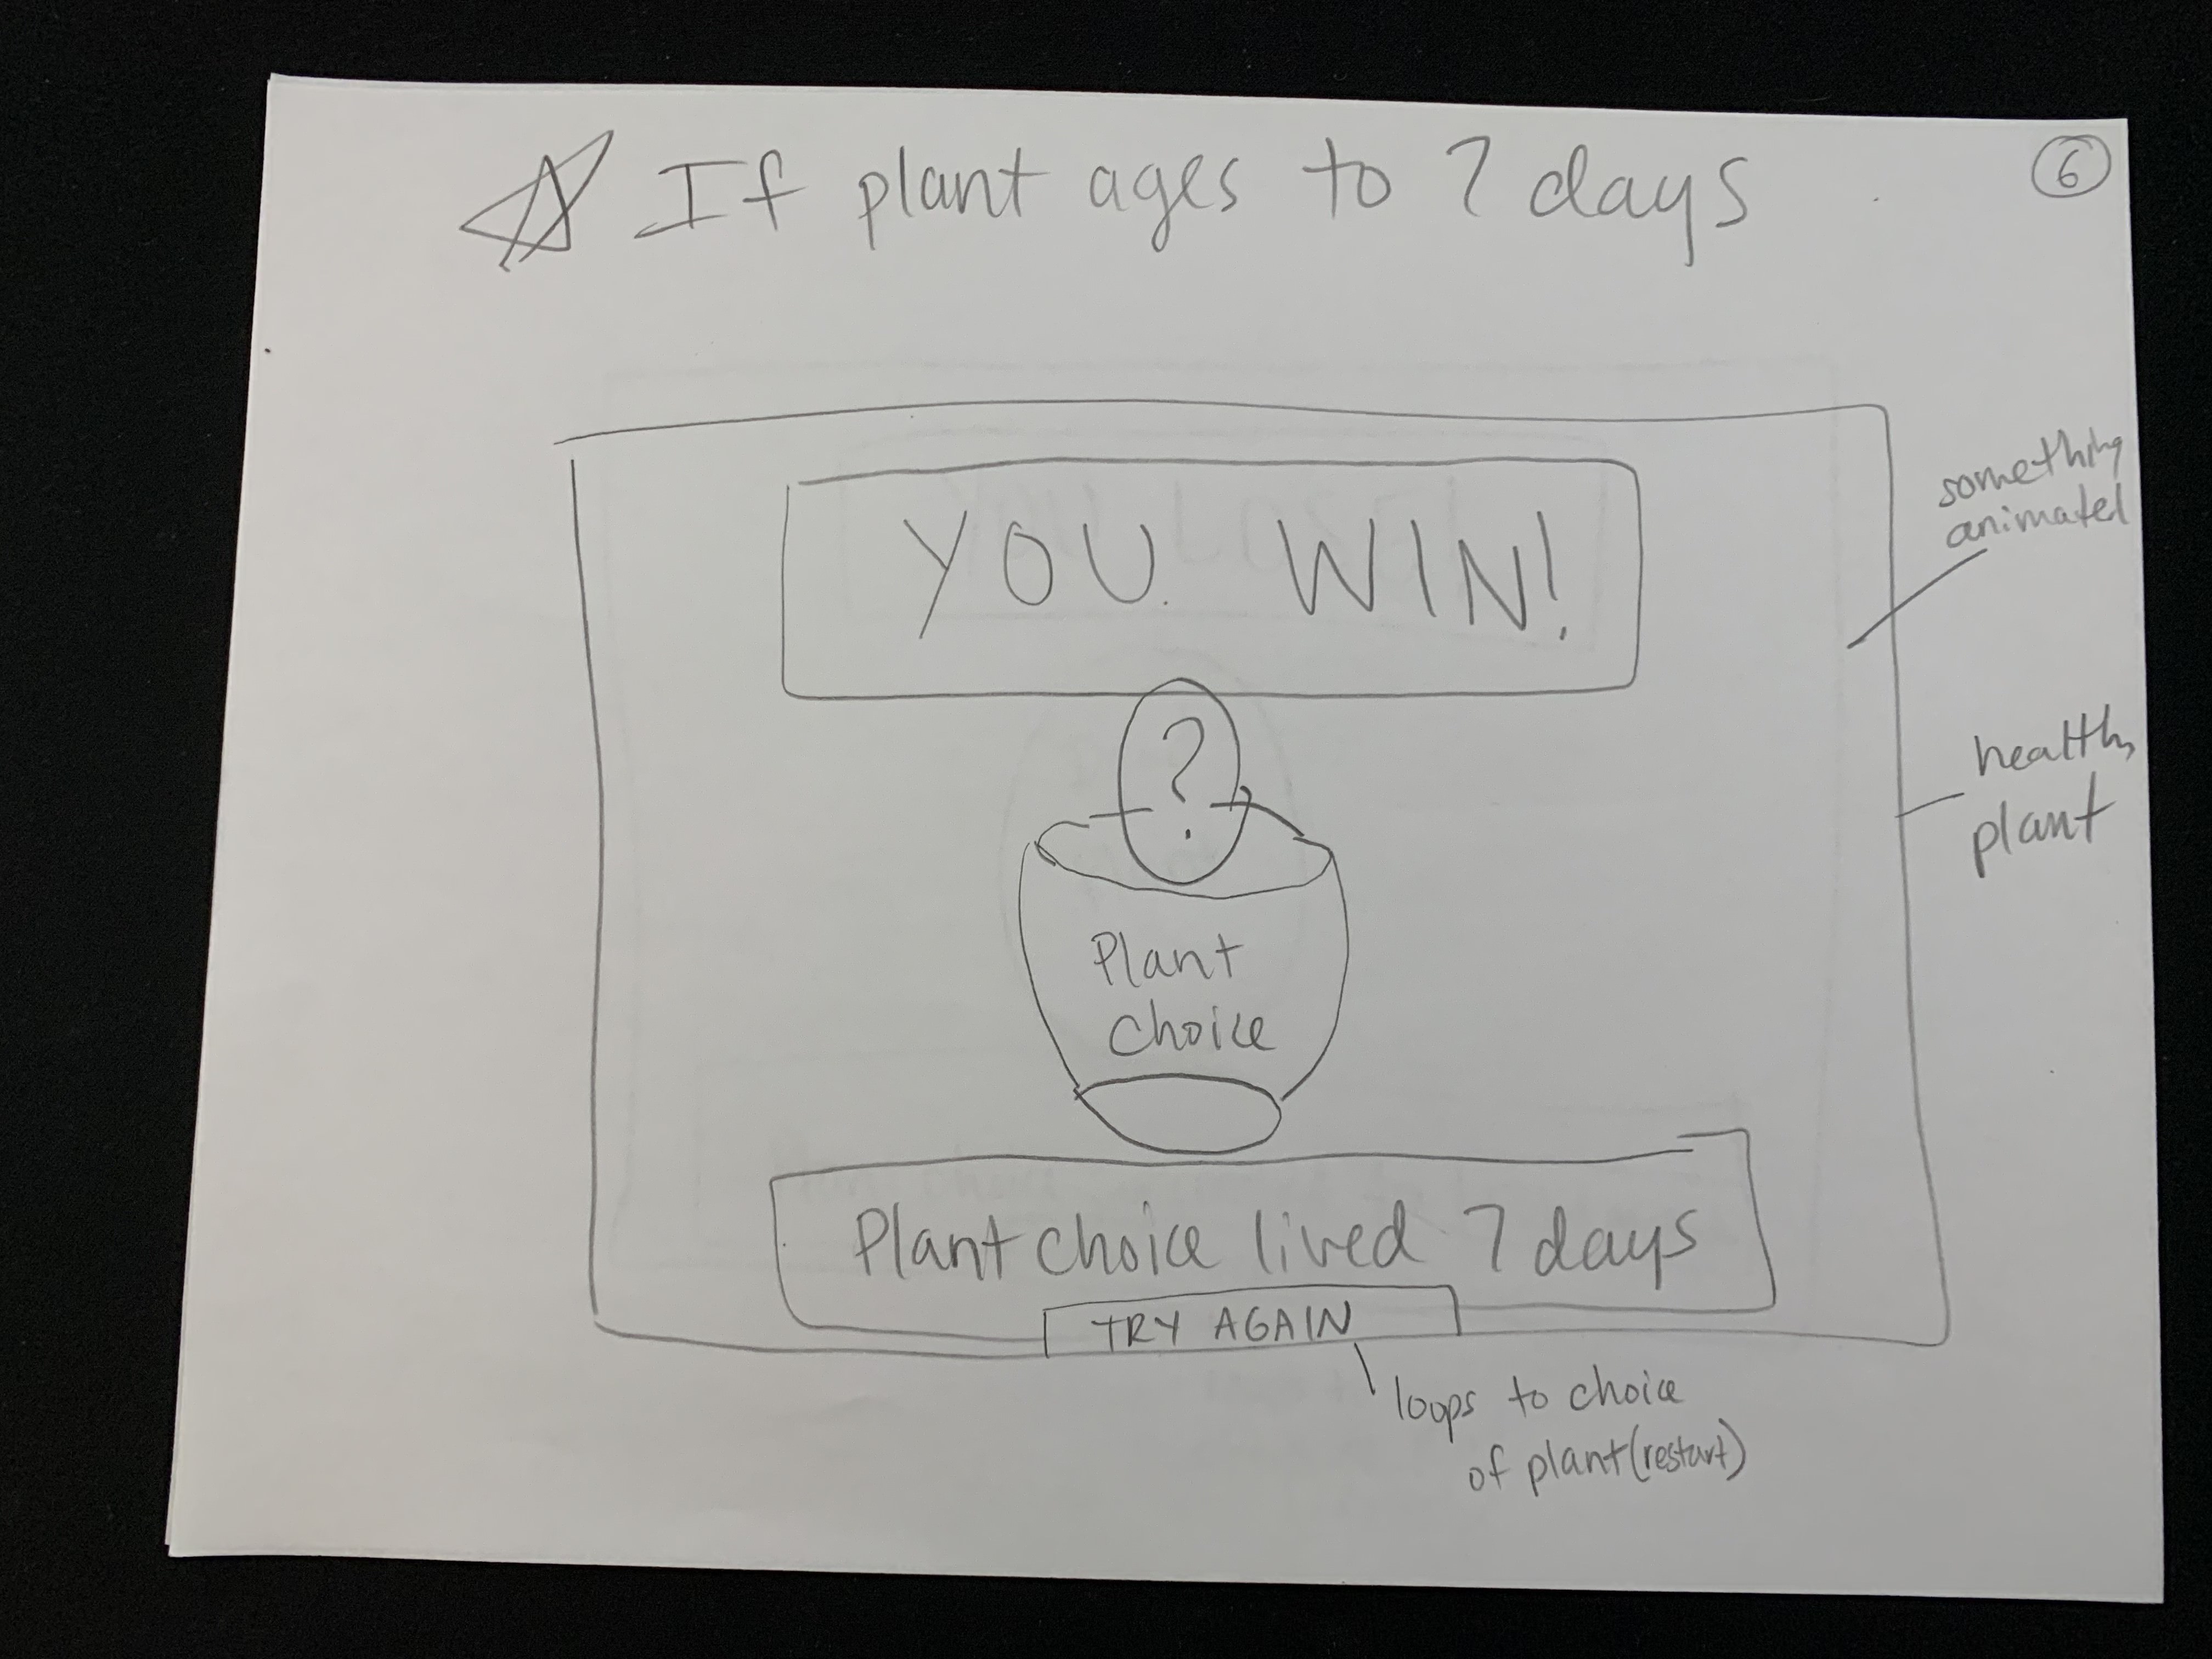 If plant ages to 7 days
6
something
animated
YOU WIN!
?
healthy
plant
Plant
Choice
Plant choice lived 7 days
TRY AGAIN
loops to choice
of plant (restart)